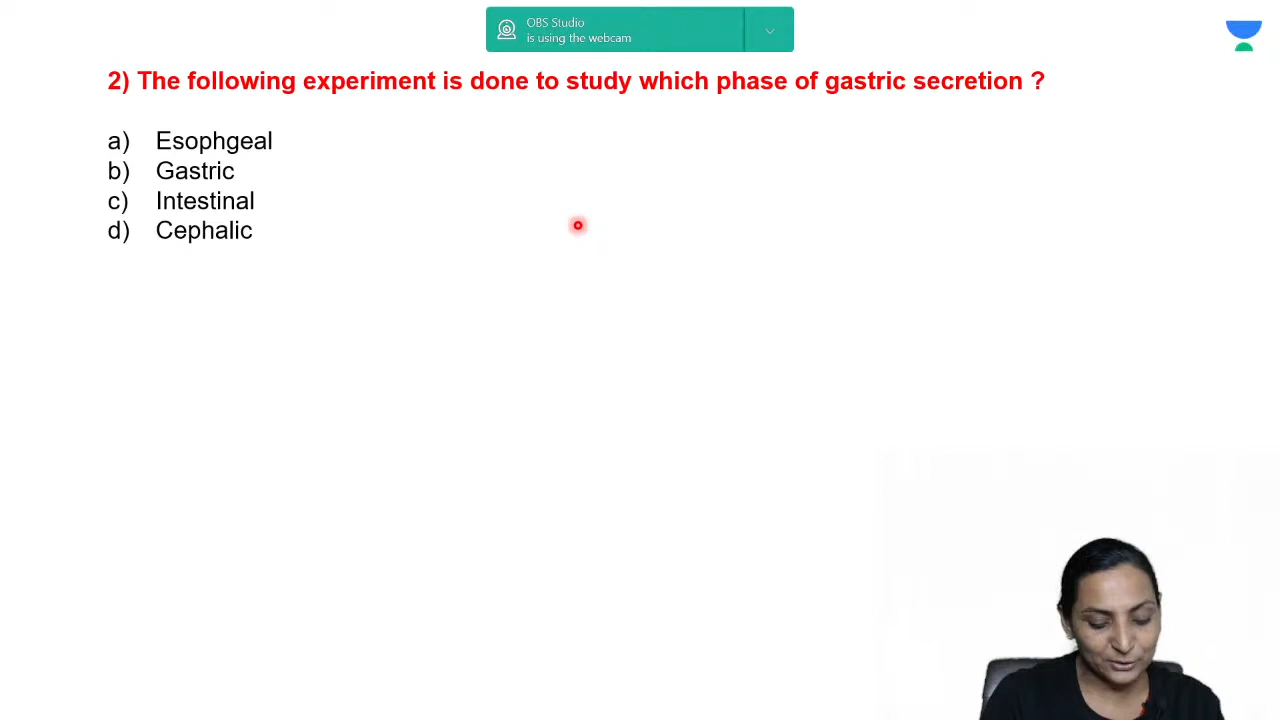 OBS Studio
is using the webcam
2) The following experiment is done to study which phase of gastric secretion ?
a) Esophgeal
b) Gastric
c) Intestinal
d) Cephalic